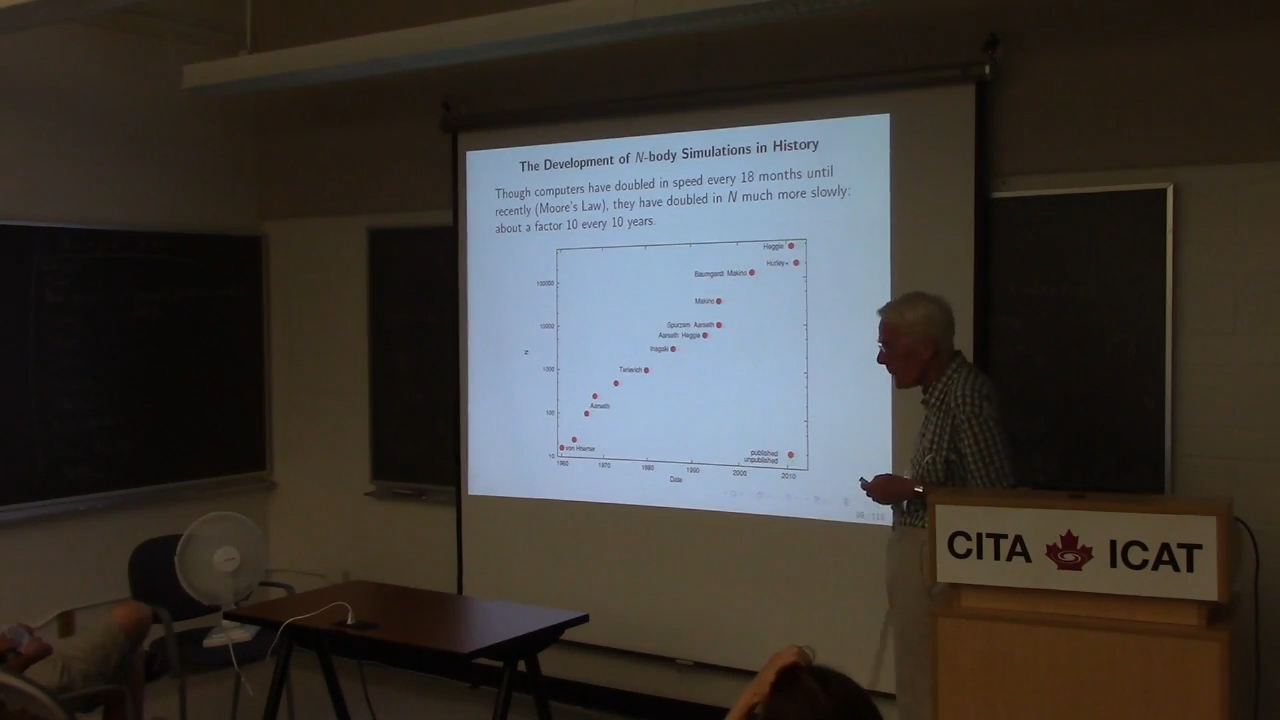 The Development of N-body Simulations in History
Though computers have doubled in speed every 18 months until
recently (Moore's Law), they have doubled in N much more slowly:
about a factor 10 every 10 years.
Heggie
Hurley+
Baumgardt Makino
100000
Makino
Spurzem Aarseth
10000
Aarseth Heggie
Inagaki
N
Terlevich
1000
Aarseth
100
von Hoerner
published
unpublished
10
1960
1970
1980
1990
2000
2010
Date
CITA ICAT